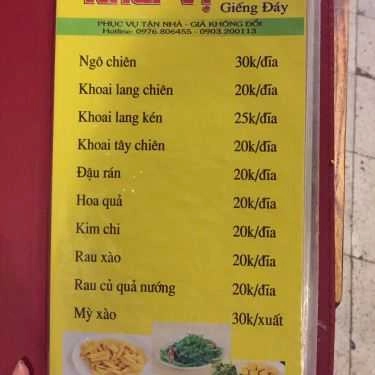 Khai Vị
Giếng Đáy
PHỤC VỤ TẬN NHÀ - GIÁ KHÔNG ĐỔI
Hotline: 0976.806455 - 0903.200113
Ngô chiên 30k/đĩa
Khoai lang chiên 20k/đĩa
Khoai lang kén 25k/đĩa
Khoai tây chiên 20k/đĩa
Đậu rán 20k/đĩa
Hoa quả 20k/đĩa
Kim chi 20k/đĩa
Rau xào 20k/đĩa
Rau củ quả nướng 20k/đĩa
Mỳ xào 30k/xuất